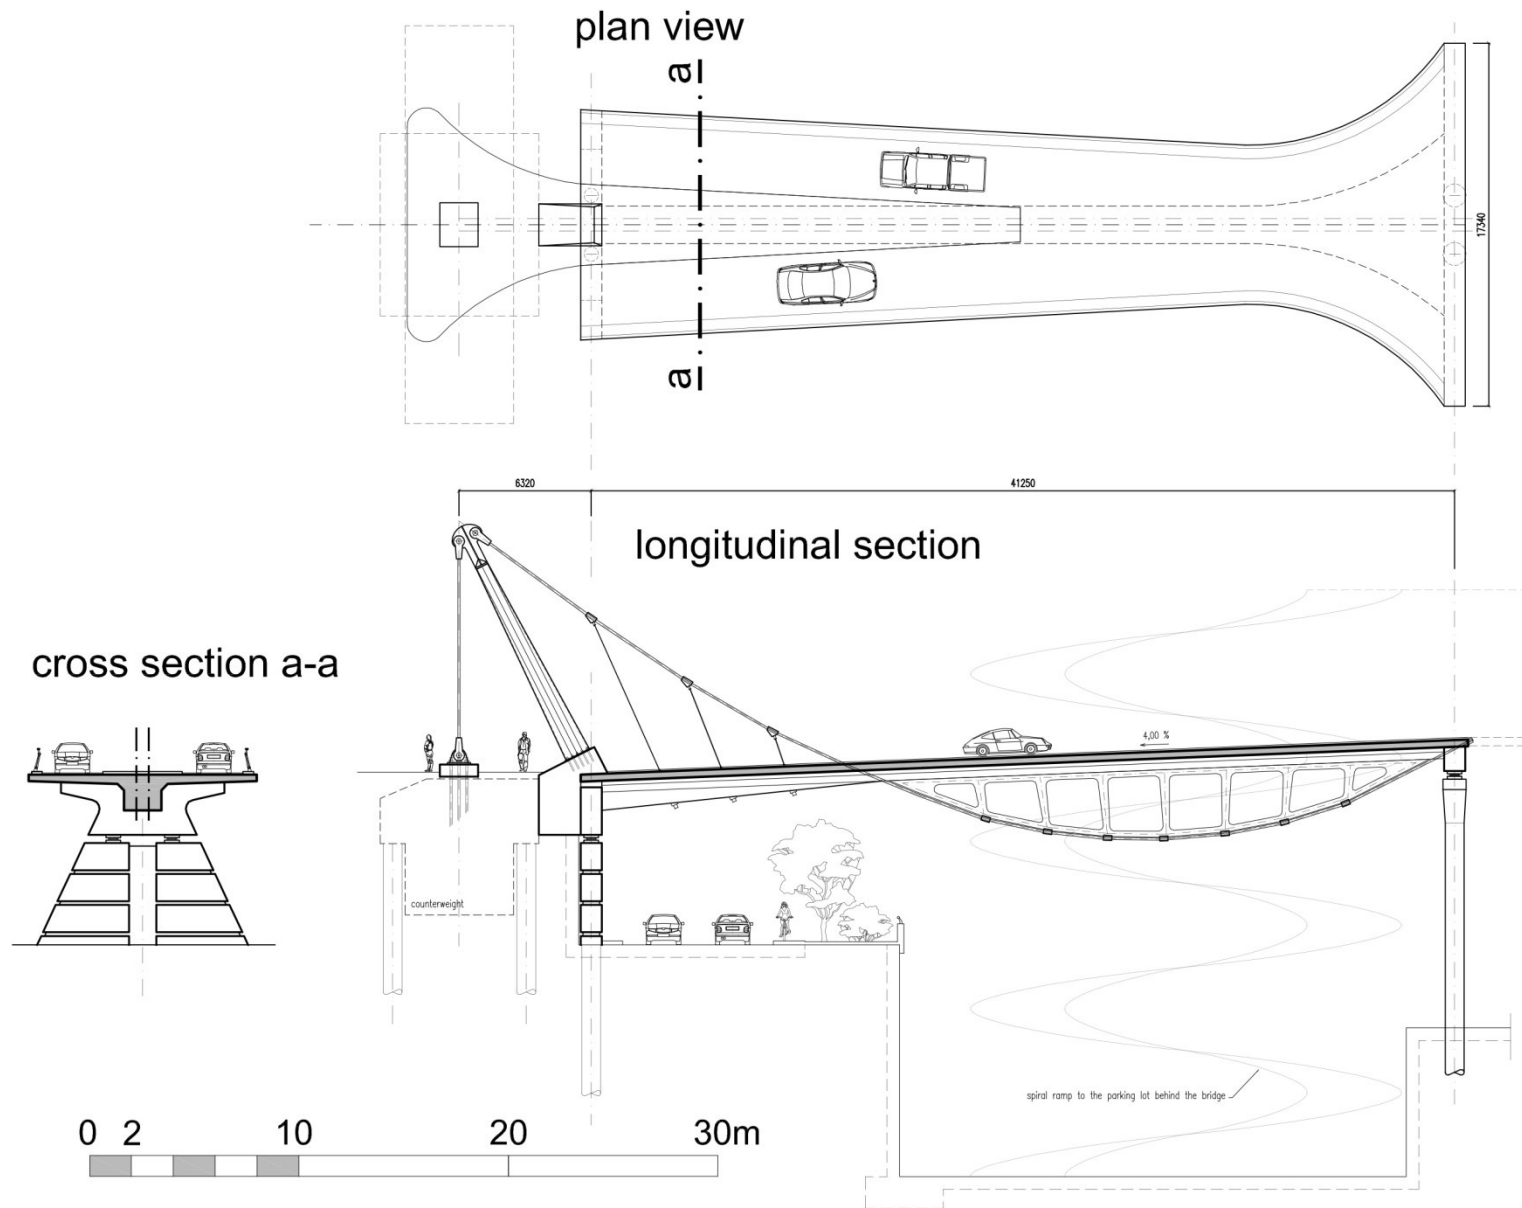 plan view
a
a
17340
6320
41250
longitudinal section
cross section a-a
4,00 %
counterweight
spiral ramp to the parking lot behind the bridge
0 2 10 20 30m